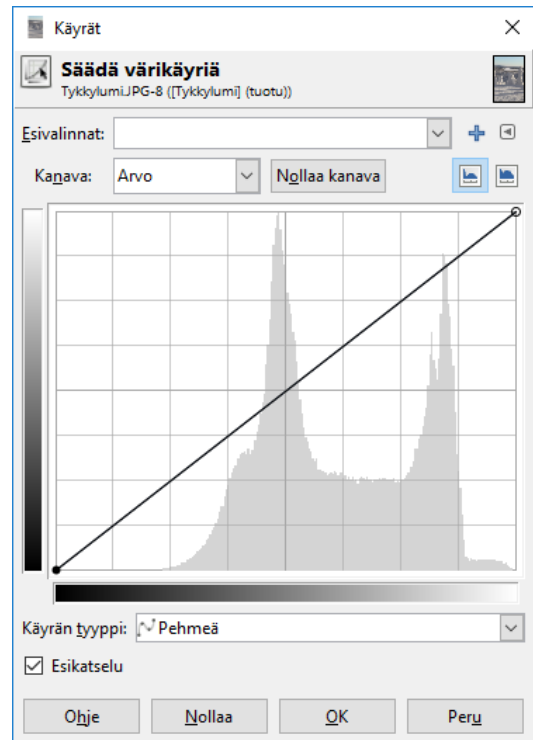 Käyrät
Säädä värikäyriä
Tykkylumi.JPG-8 ([Tykkylumi] (tuotu))
Esivalinnat:
Kanava: Arvo Nollaa kanava
Käyrän tyyppi: Pehmeä
Esikatselu
Ohje Nollaa OK Peru